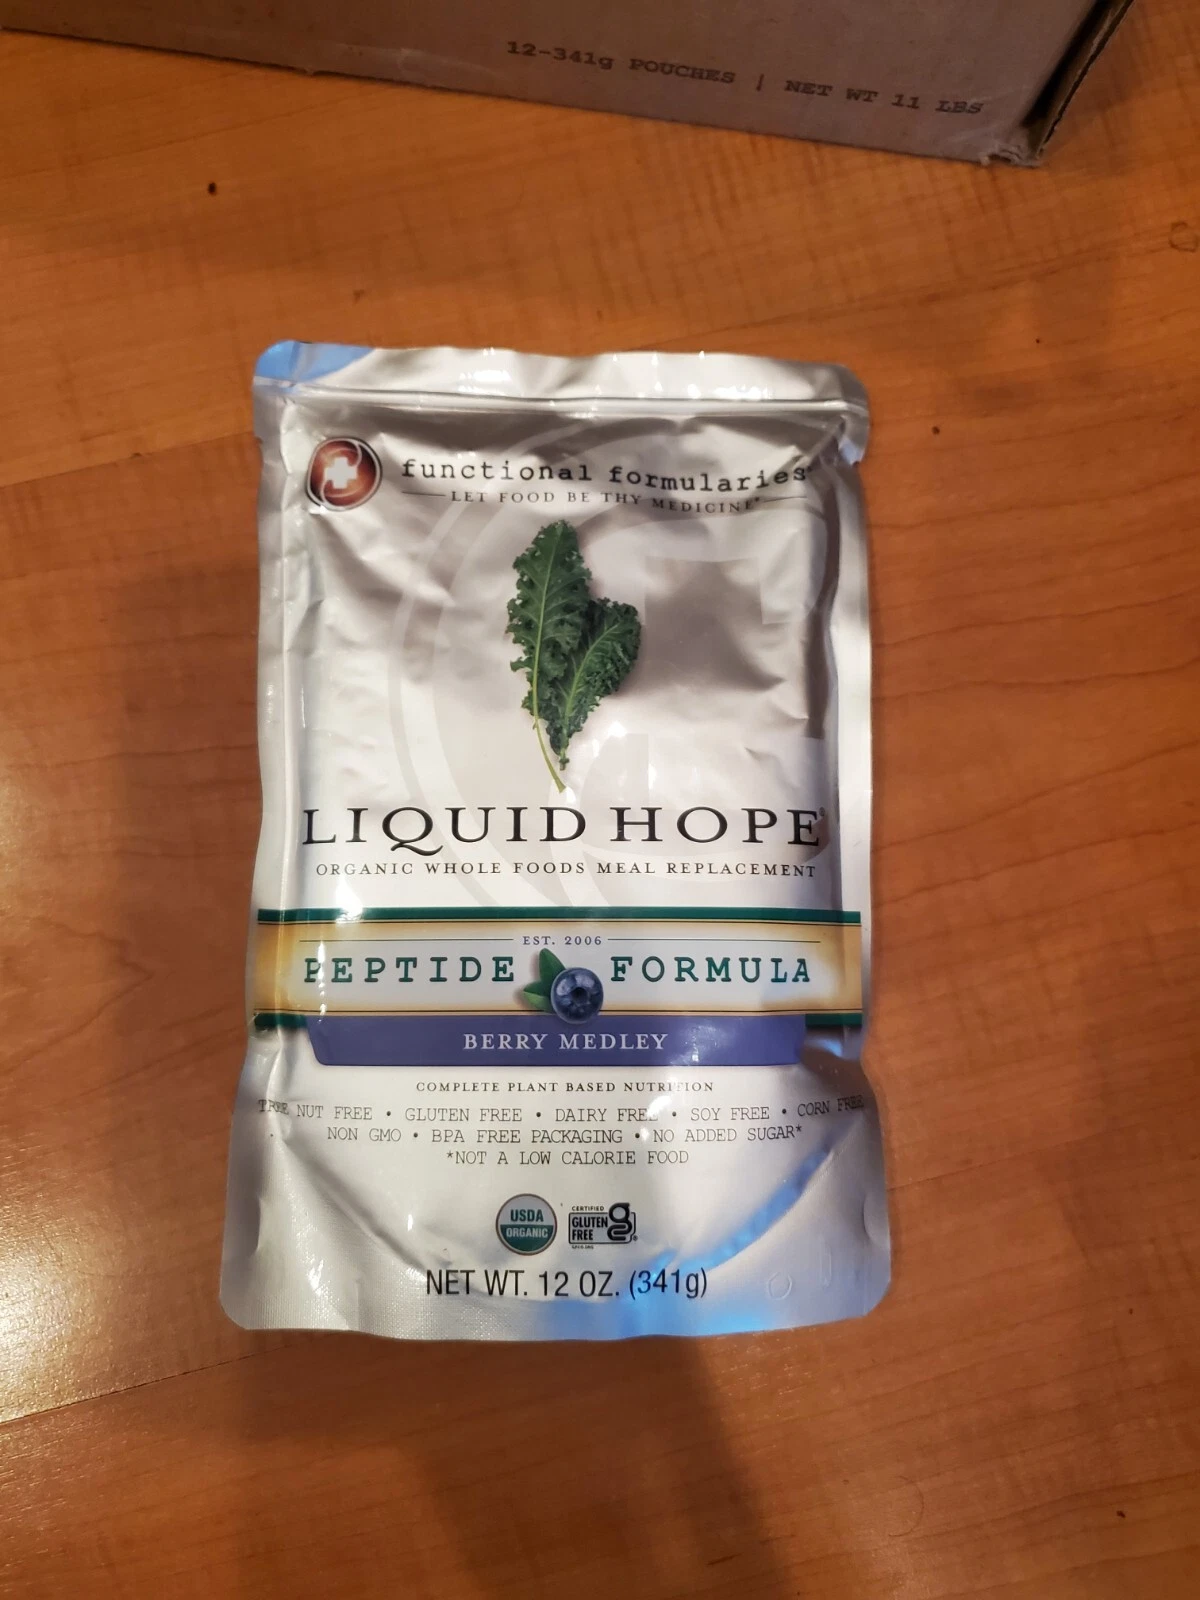 12-341g POUCHES | NET WT 11 LBS
functional formularies®
LET FOOD BE THY MEDICINE®
LIQUID HOPE®
ORGANIC WHOLE FOODS MEAL REPLACEMENT
EST. 2006
PEPTIDE FORMULA
BERRY MEDLEY
COMPLETE PLANT BASED NUTRITION
TREE NUT FREE • GLUTEN FREE • DAIRY FREE • SOY FREE • CORN FREE
NON GMO • BPA FREE PACKAGING • NO ADDED SUGAR*
*NOT A LOW CALORIE FOOD
USDA
ORGANIC
CERTIFIED
GLUTEN
FREE
NET WT. 12 OZ. (341g)